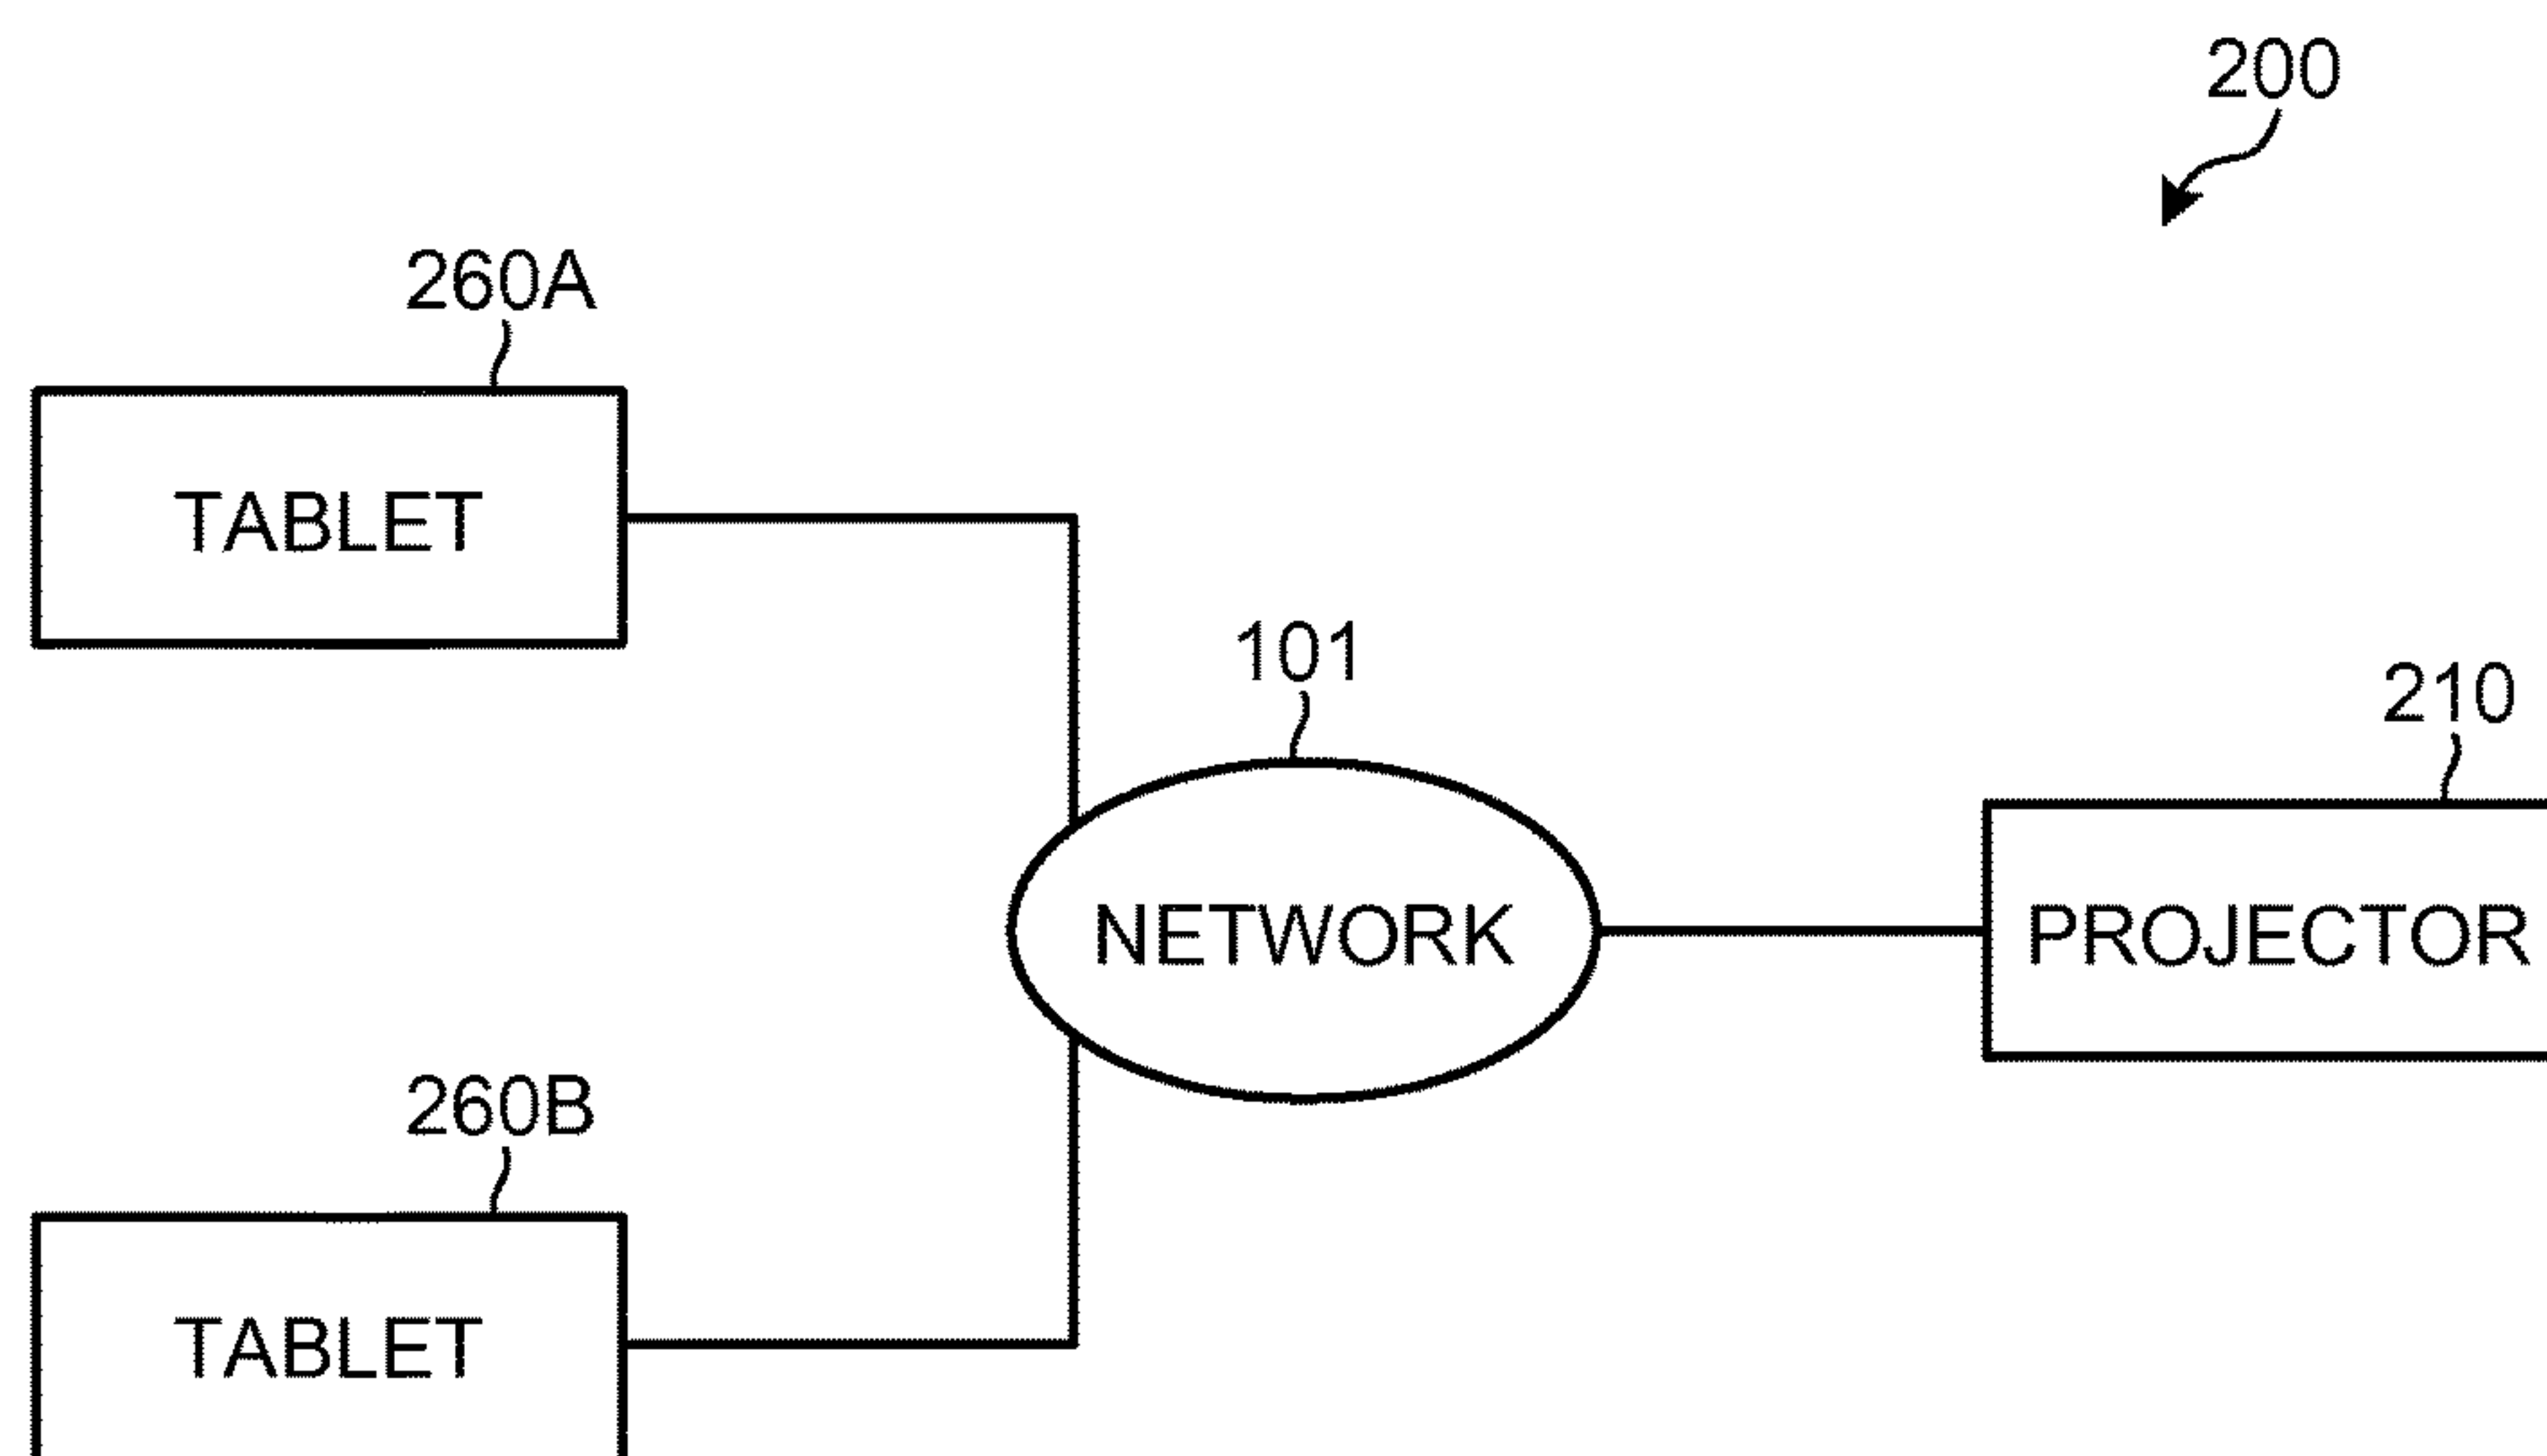 200
260A
TABLET
101
210
NETWORK
PROJECTOR
260B
TABLET